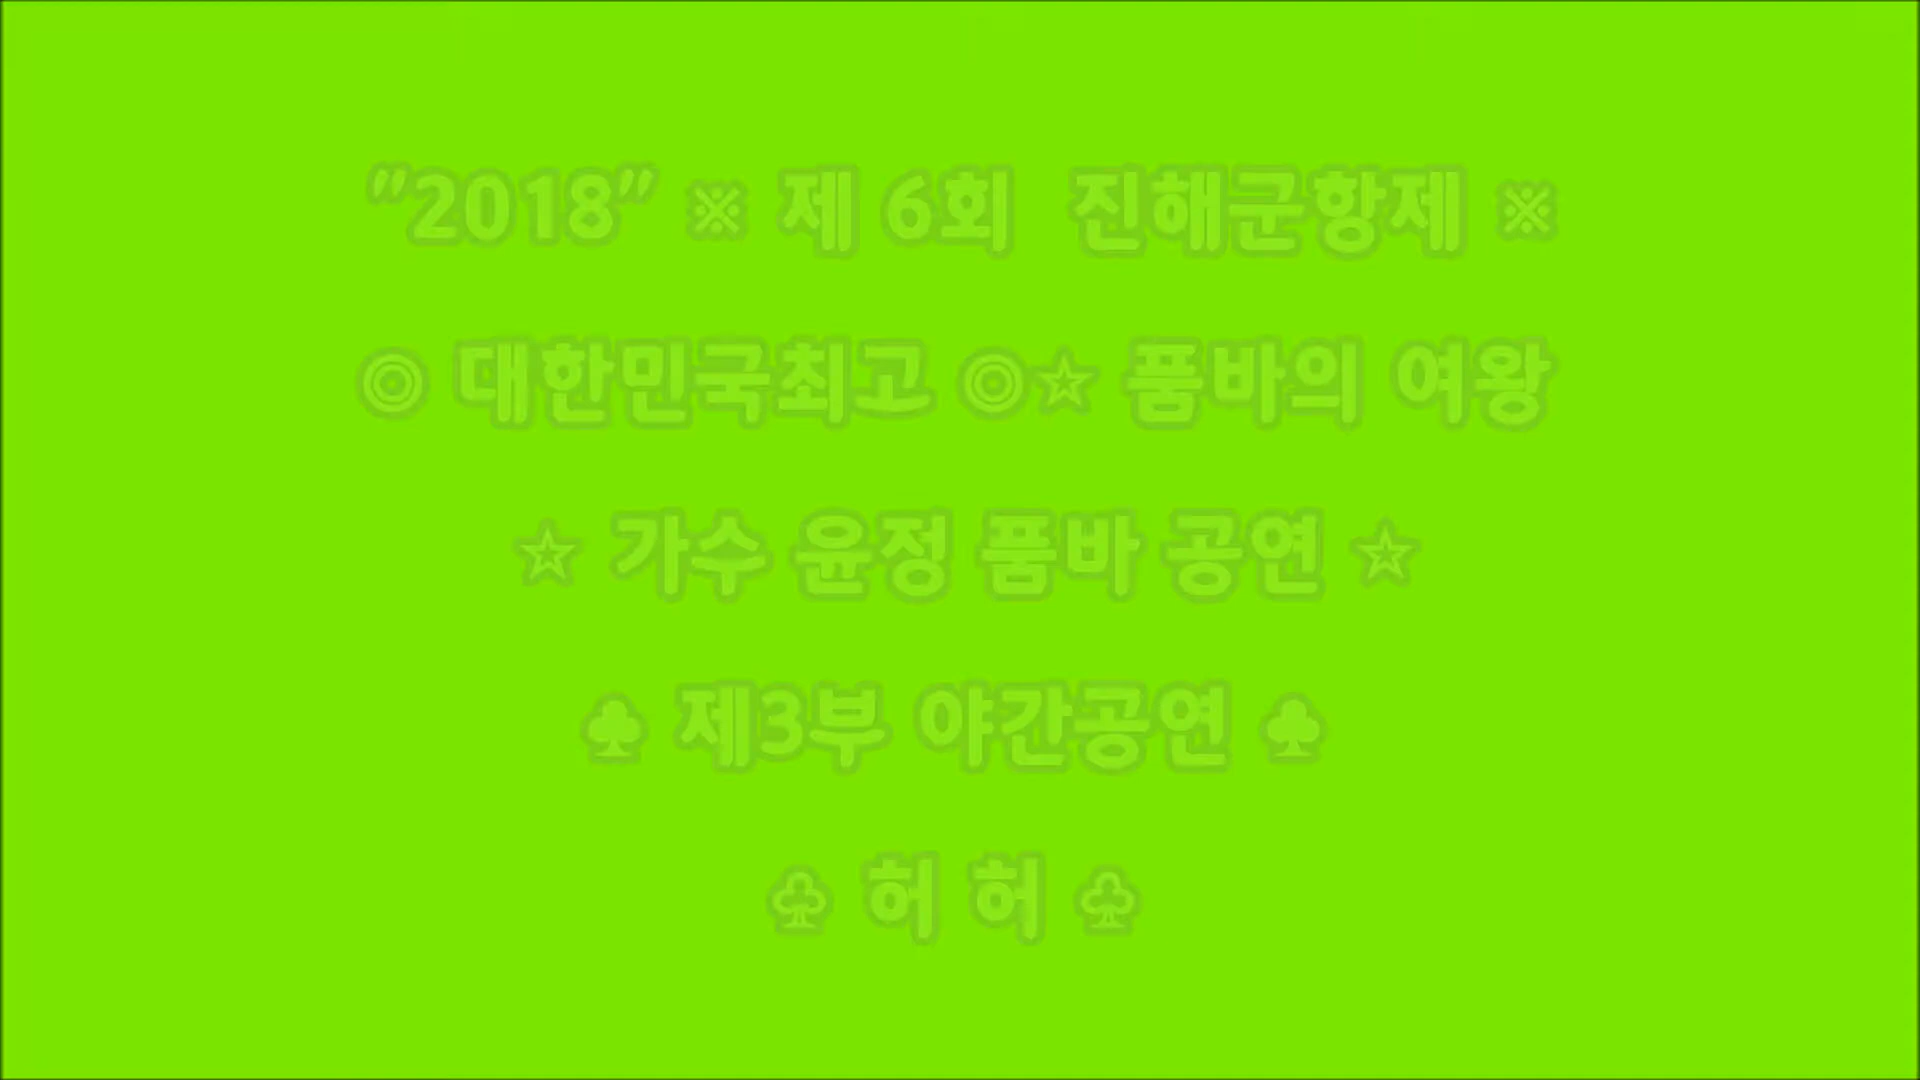 "2018" ※ 제 6회 진해군항제 ※
◎ 대한민국최고 ◎☆ 품바의 여왕
☆ 가수 윤정 품바 공연 ☆
♣ 제3부 야간공연 ♣
♧ 허 허 ♧